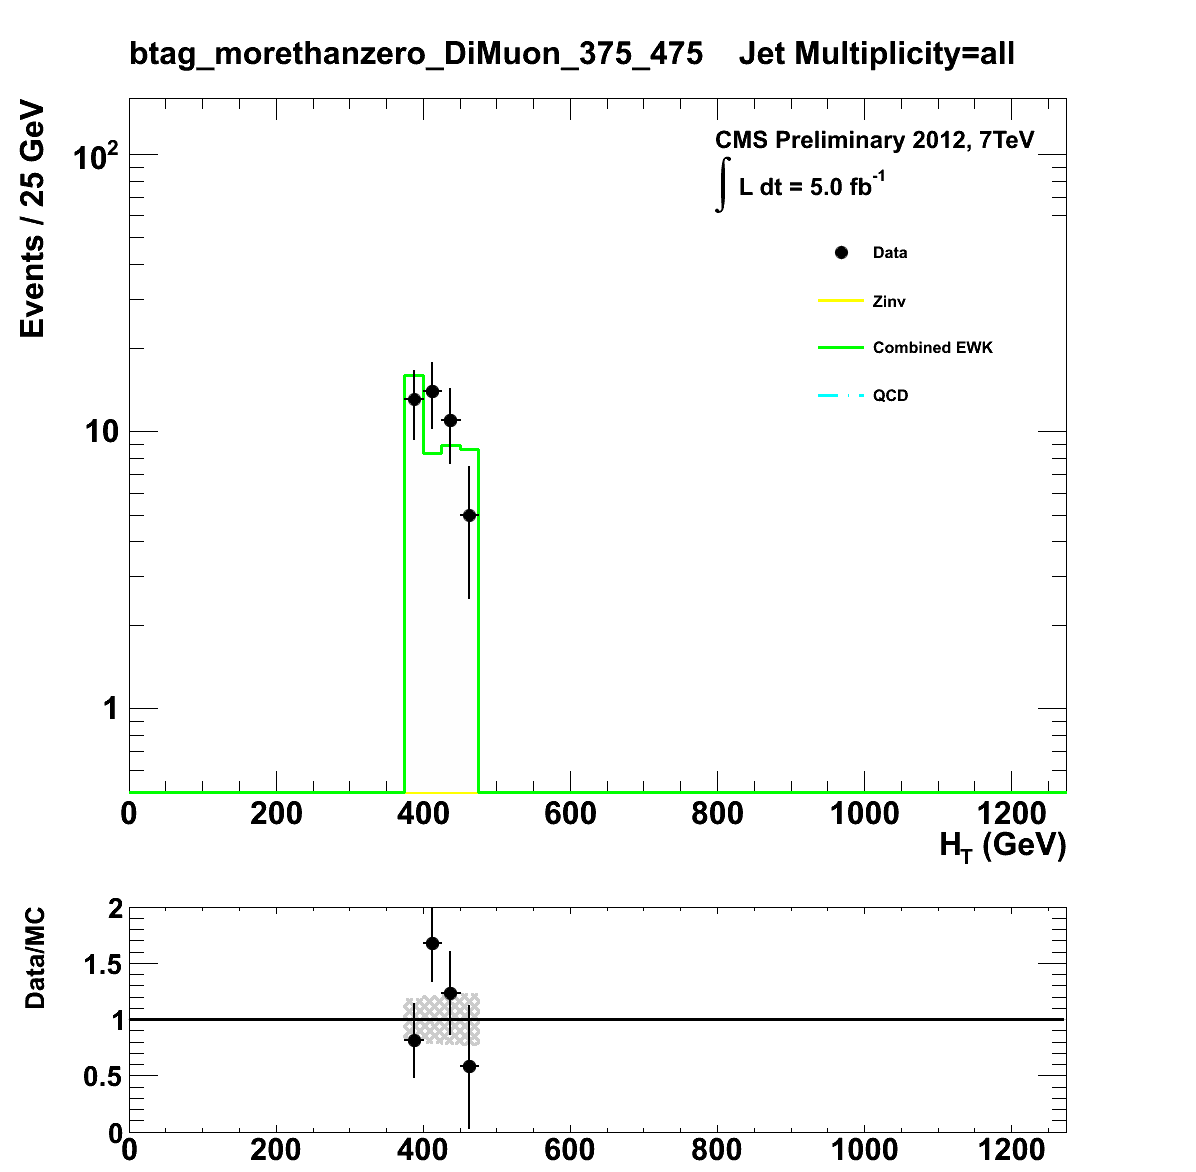 btag_morethanzero_DiMuon_375_475 Jet Multiplicity=all
Events / 25 GeV
CMS Preliminary 2012, 7TeV
∫ L dt = 5.0 fb⁻¹
Data
Zinv
Combined EWK
QCD
10²
10
1
0 200 400 600 800 1000 1200
H_T (GeV)
Data/MC
2
1.5
1
0.5
0
0 200 400 600 800 1000 1200